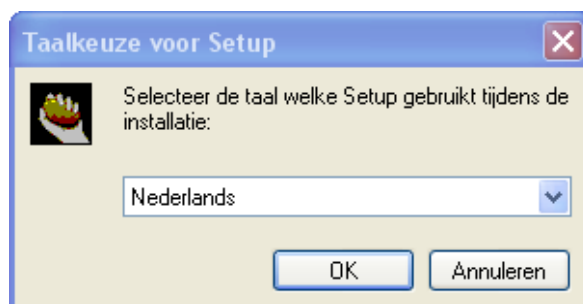 Taalkeuze voor Setup
Selecteer de taal welke Setup gebruikt tijdens de
installatie:
Nederlands
OK Annuleren